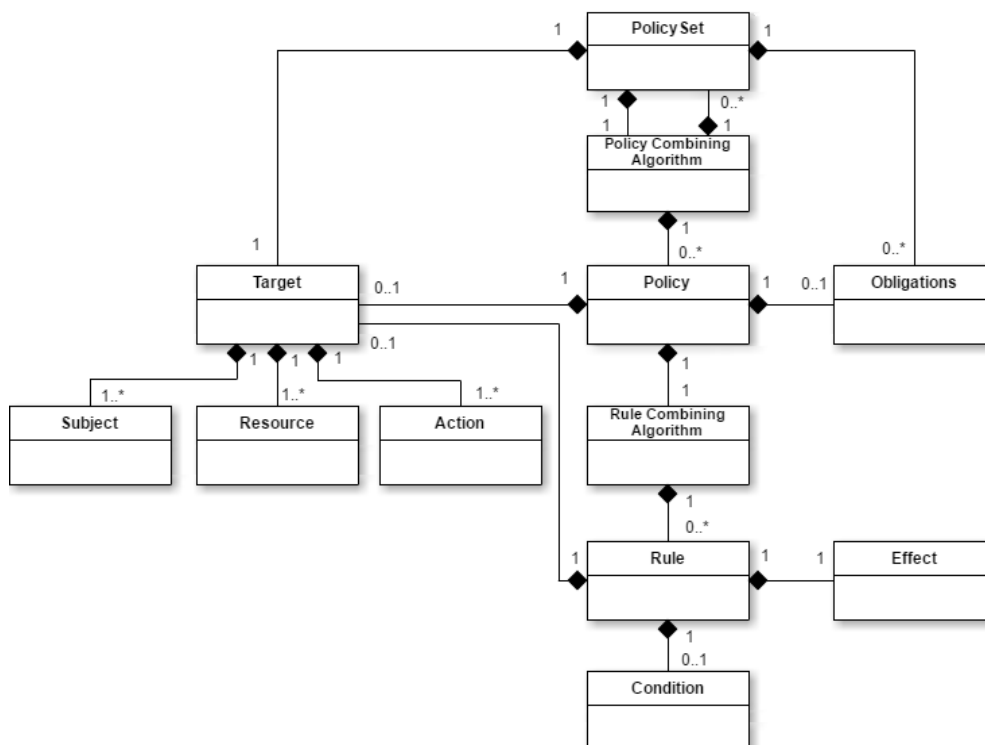 1
Policy Set
1
1
0..*
1
1
Policy Combining
Algorithm
1
0..*
1
0..*
Target
0..1
1
Policy
1
0..1
Obligations
0..1
1
1
1
1
1..*
1..*
1..*
1
Subject
Resource
Action
Rule Combining
Algorithm
1
0..*
1
Rule
1
1
Effect
1
0..1
Condition